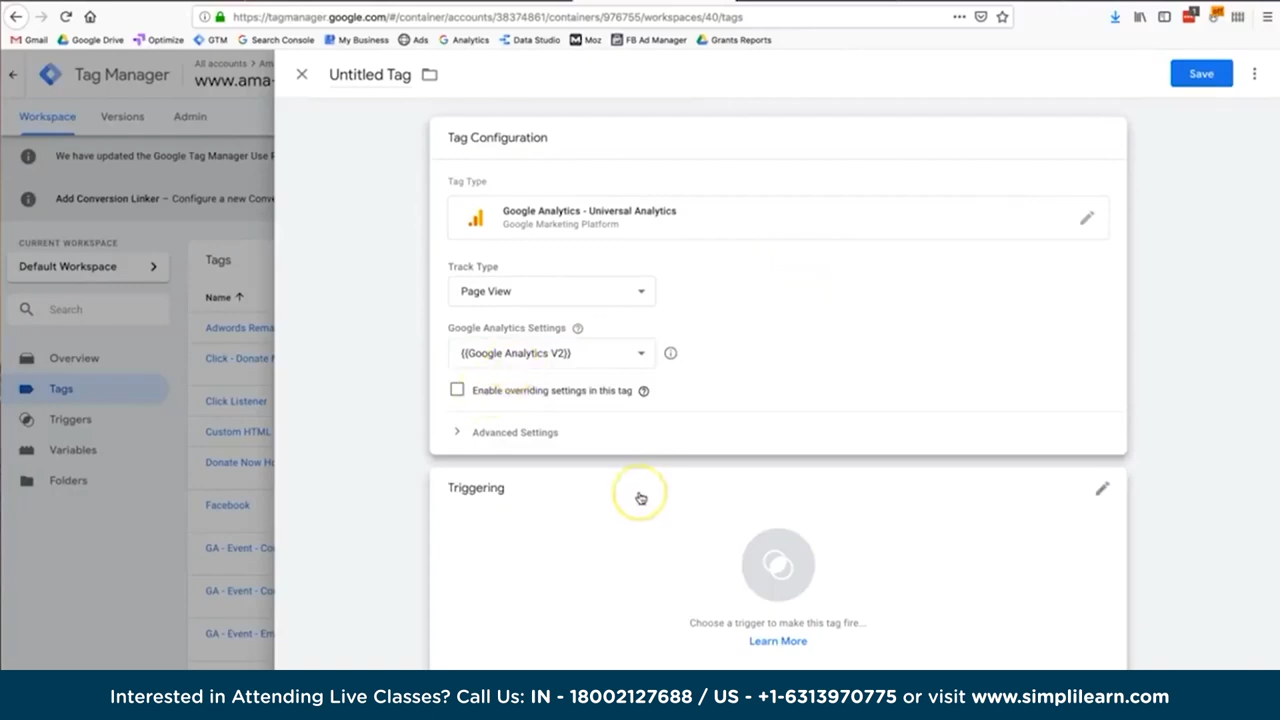 https://tagmanager.google.com/#/container/accounts/38374861/containers/976755/workspaces/40/tags
Gmail Google Drive Optimize GTM Search Console My Business Ads Analytics Data Studio Moz FB Ad Manager Grants Reports
Tag Manager
All accounts > Am
www.ama-
Untitled Tag
Save
Workspace Versions Admin
We have updated the Google Tag Manager Use P
Add Conversion Linker – Configure a new Conve
CURRENT WORKSPACE
Default Workspace
Search
Overview
Tags
Triggers
Variables
Folders
Tags
Name
Adwords Rema
Click - Donate N
Click Listener
Custom HTML
Donate Now Ho
Facebook
GA - Event - Co
GA - Event - Co
GA - Event - Em
Tag Configuration
Tag Type
Google Analytics - Universal Analytics
Google Marketing Platform
Track Type
Page View
Google Analytics Settings
{{Google Analytics V2}}
Enable overriding settings in this tag
Advanced Settings
Triggering
Choose a trigger to make this tag fire...
Learn More
Interested in Attending Live Classes? Call Us: IN - 18002127688 / US - +1-6313970775 or visit www.simplilearn.com